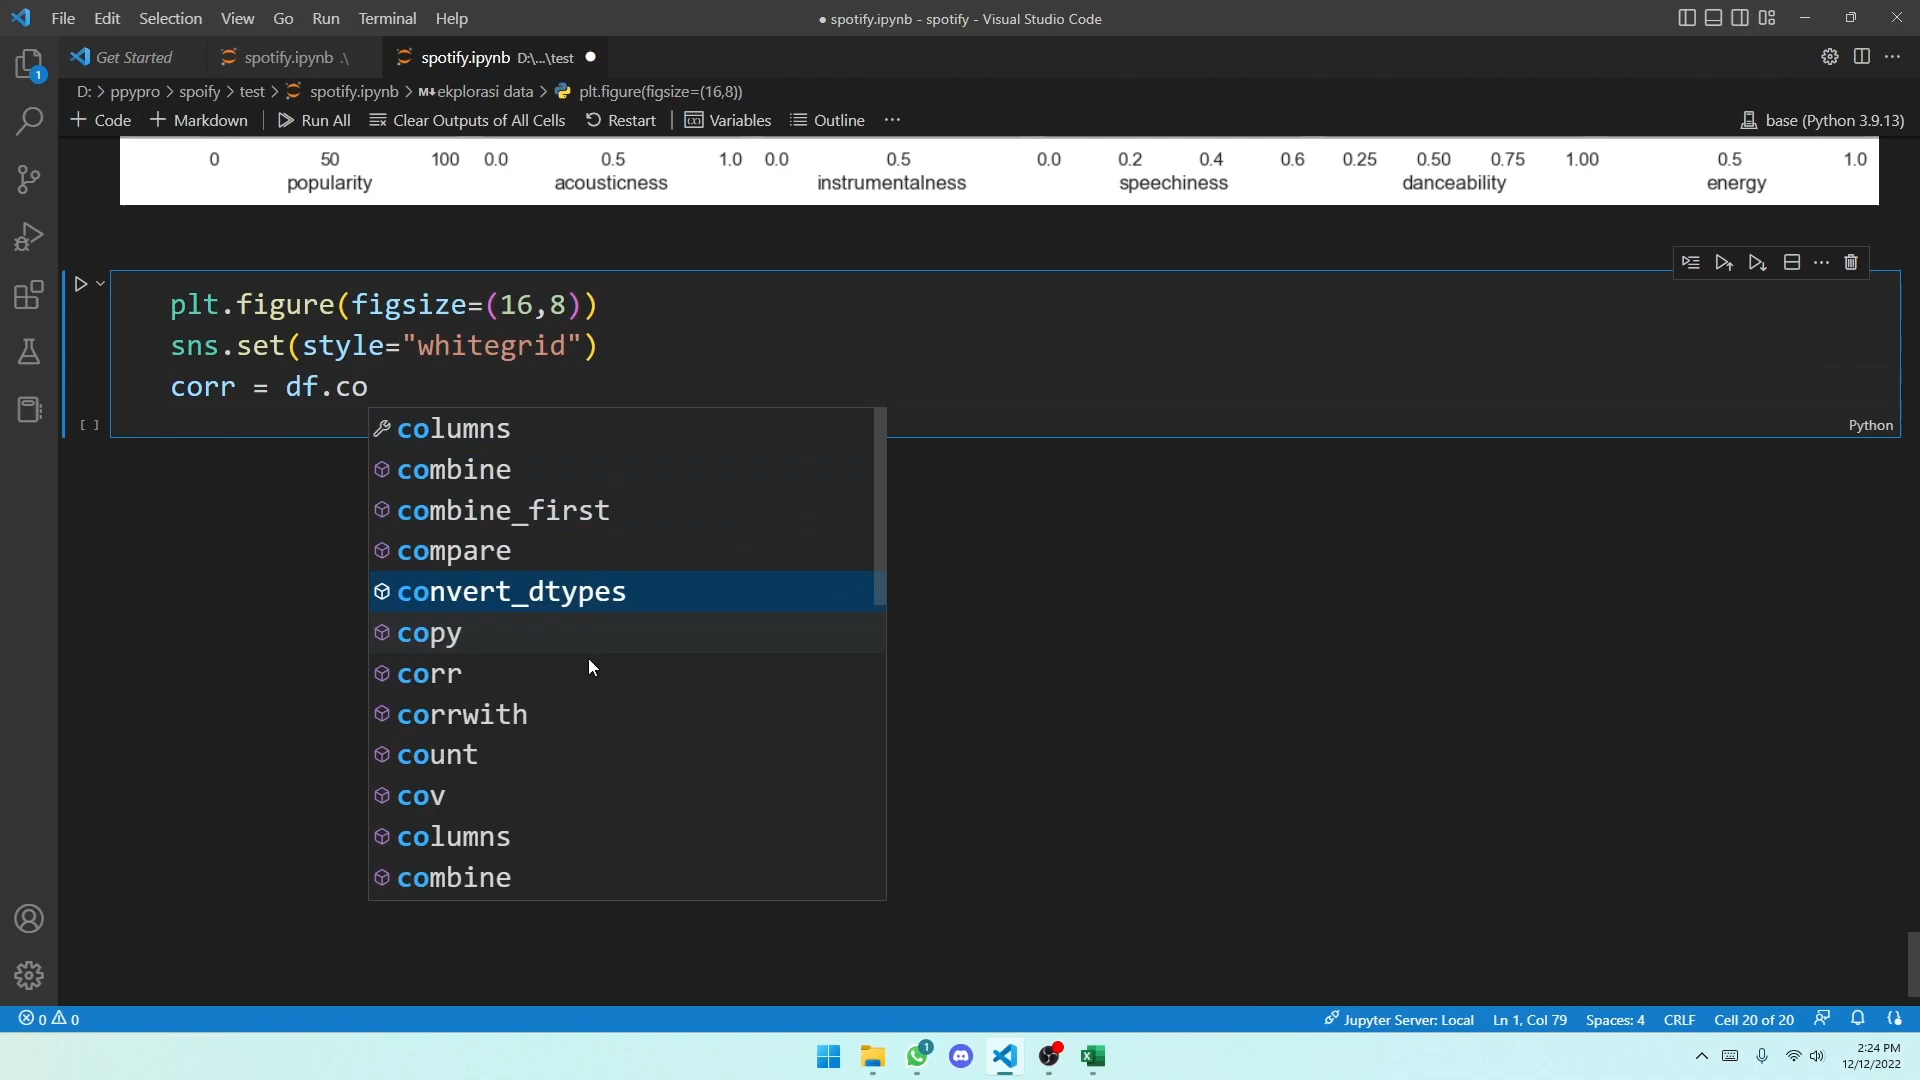 File Edit Selection View Go Run Terminal Help
● spotify.ipynb - spotify - Visual Studio Code
Get Started
spotify.ipynb .\
spotify.ipynb D:\...\test
D: > ppypro > spoify > test > spotify.ipynb > M↓ekplorasi data > plt.figure(figsize=(16,8))
Code Markdown Run All Clear Outputs of All Cells Restart Variables Outline ...
base (Python 3.9.13)
0 50 100 0.0 0.5 1.0 0.0 0.5 0.0 0.2 0.4 0.6 0.25 0.50 0.75 1.00 0.5 1.0
popularity acousticness instrumentalness speechiness danceability energy
plt.figure(figsize=(16,8))
sns.set(style="whitegrid")
corr = df.co
[ ]
Python
columns
combine
combine_first
compare
convert_dtypes
copy
corr
corrwith
count
cov
columns
combine
0 0
Jupyter Server: Local Ln 1, Col 79 Spaces: 4 CRLF Cell 20 of 20
1
1
2:24 PM
12/12/2022